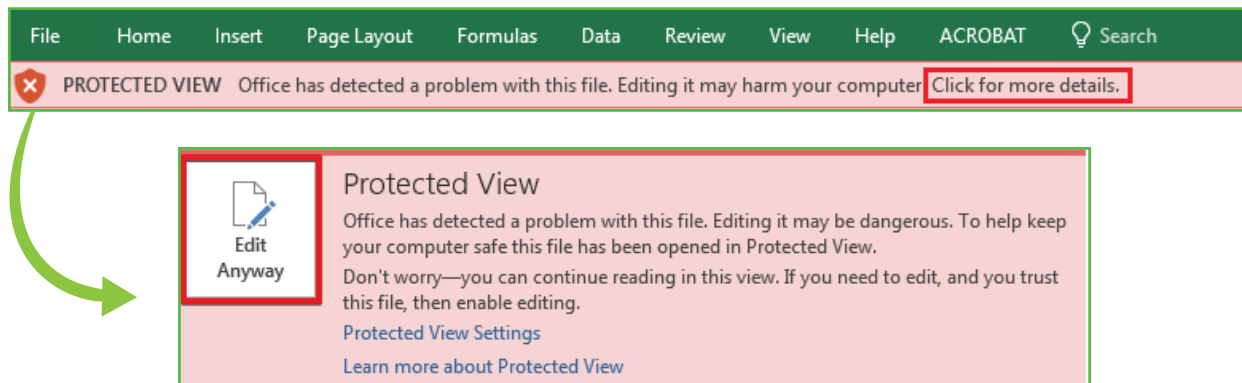 File Home Insert Page Layout Formulas Data Review View Help ACROBAT Search
PROTECTED VIEW Office has detected a problem with this file. Editing it may harm your computer Click for more details.
Edit
Anyway
Protected View
Office has detected a problem with this file. Editing it may be dangerous. To help keep
your computer safe this file has been opened in Protected View.
Don't worry—you can continue reading in this view. If you need to edit, and you trust
this file, then enable editing.
Protected View Settings
Learn more about Protected View